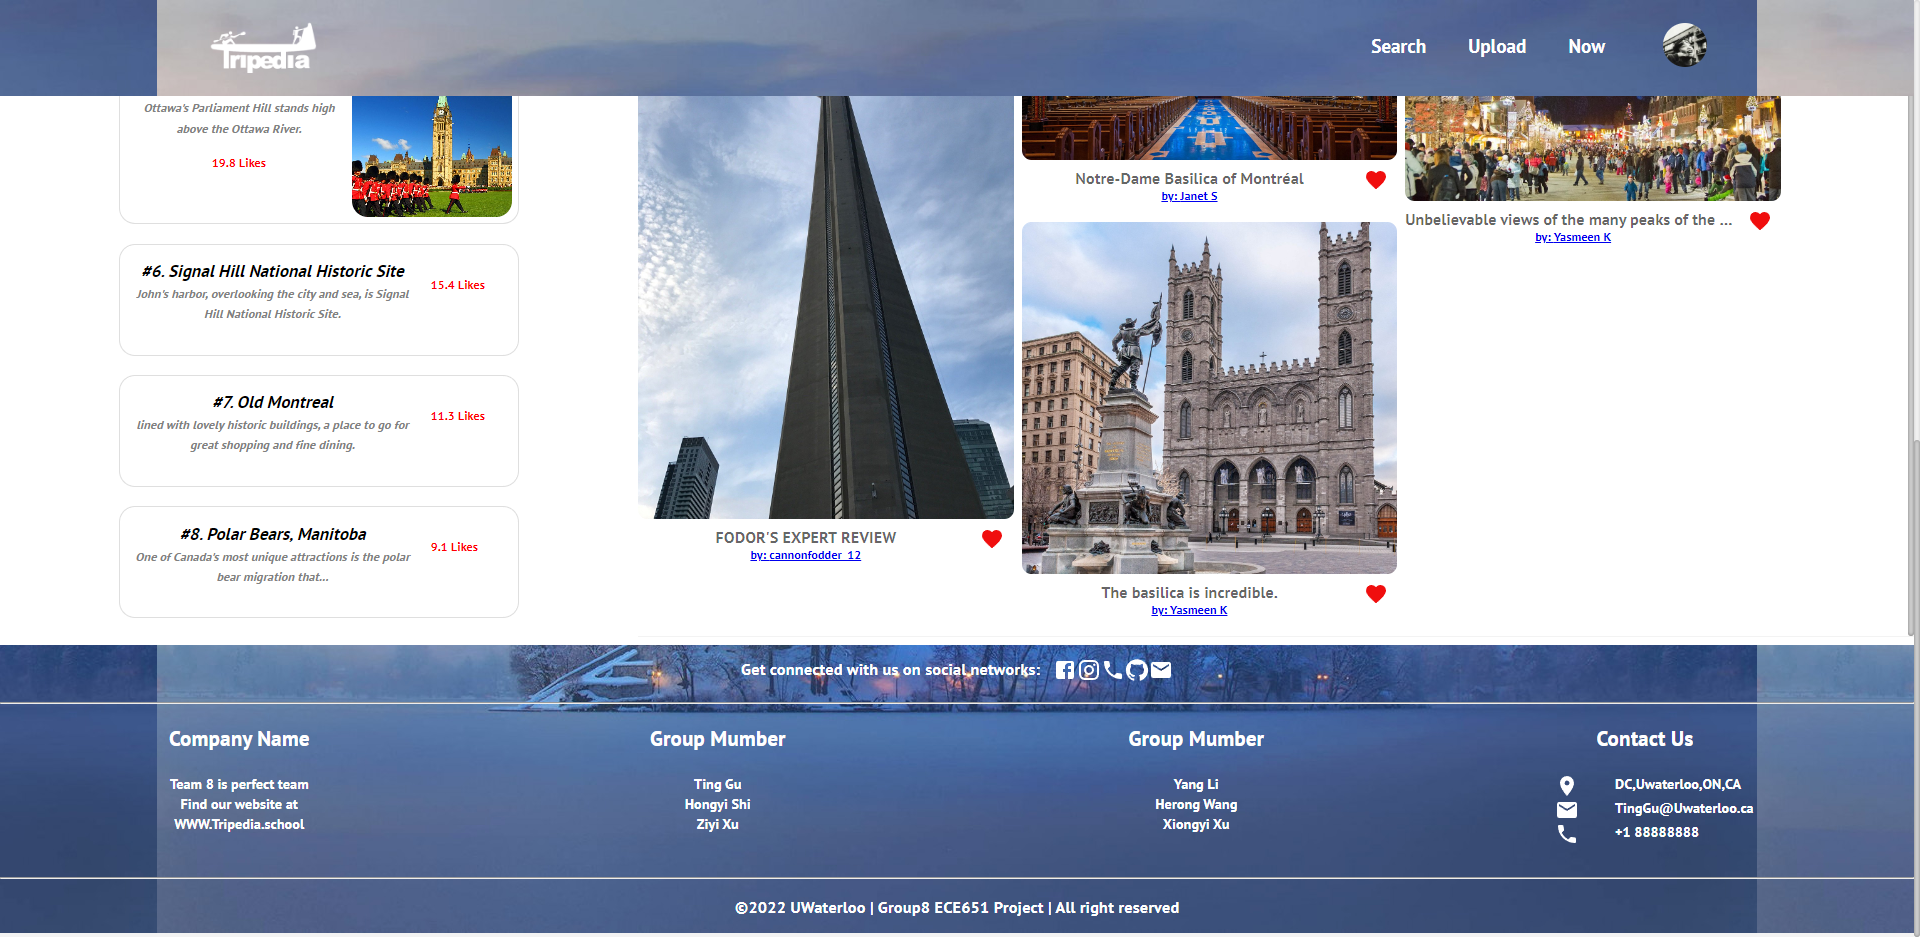 Tripedia
Search
Upload
Now
Ottawa's Parliament Hill stands high
above the Ottawa River.
19.8 Likes
#6. Signal Hill National Historic Site
John's harbor, overlooking the city and sea, is Signal
Hill National Historic Site.
15.4 Likes
#7. Old Montreal
lined with lovely historic buildings, a place to go for
great shopping and fine dining.
11.3 Likes
#8. Polar Bears, Manitoba
One of Canada's most unique attractions is the polar
bear migration that...
9.1 Likes
FODOR'S EXPERT REVIEW
by: cannonfodder_12
Notre-Dame Basilica of Montréal
by: Janet S
The basilica is incredible.
by: Yasmeen K
Unbelievable views of the many peaks of the ...
by: Yasmeen K
Get connected with us on social networks:
Company Name
Team 8 is perfect team
Find our website at
WWW.Tripedia.school
Group Mumber
Ting Gu
Hongyi Shi
Ziyi Xu
Group Mumber
Yang Li
Herong Wang
Xiongyi Xu
Contact Us
DC,Uwaterloo,ON,CA
TingGu@Uwaterloo.ca
+1 88888888
©2022 UWaterloo | Group8 ECE651 Project | All right reserved